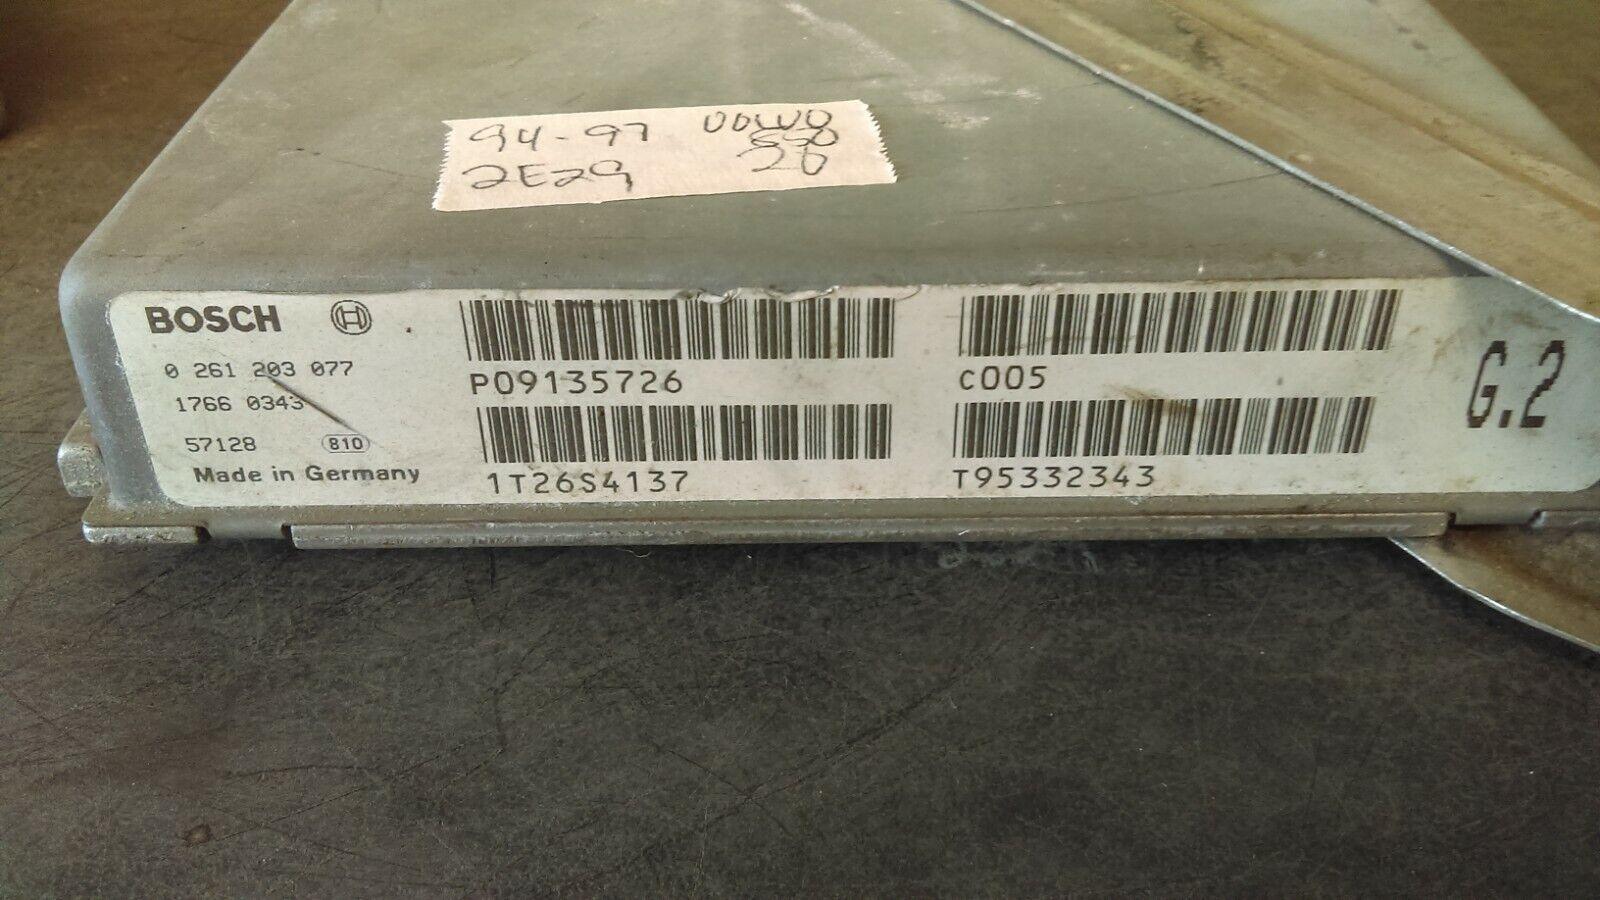 94-97 VOLVO
850
2E29 20
BOSCH
0 261 203 077
1766 0343
57128 810
Made in Germany
P09135726
1T26S4137
C005
T95332343
G.2